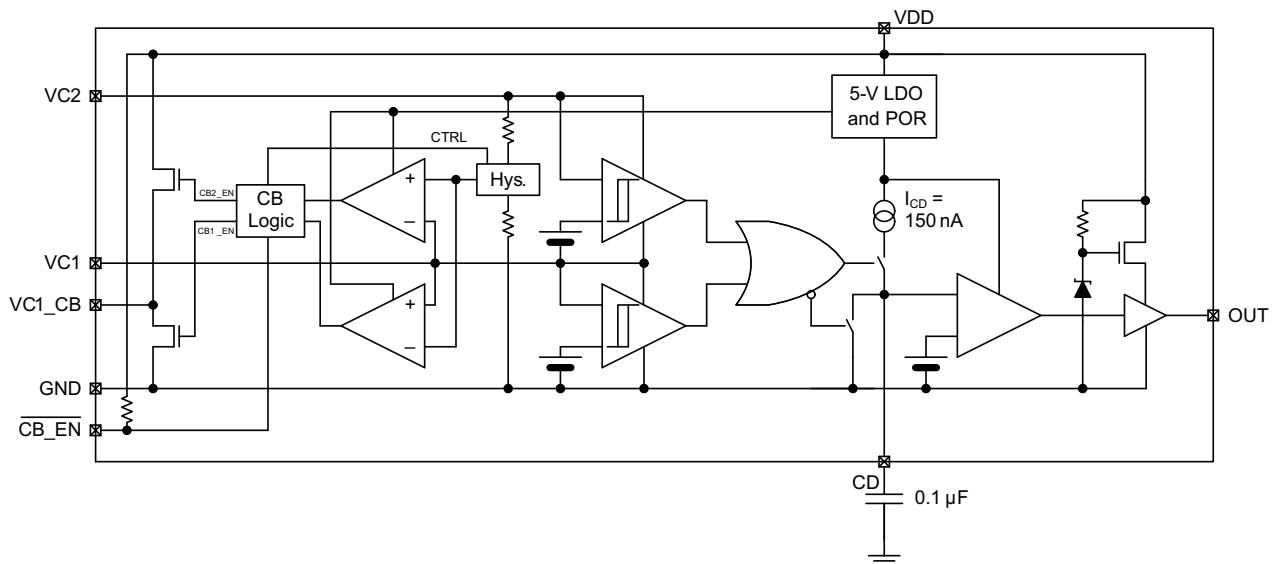 VDD
VC2
5-V LDO
and POR
CTRL
+
Hys.
CB2_EN
CB
Logic
–
I_CD =
150 nA
CB1_EN
VC1
VC1_CB
+
–
OUT
GND
CB_EN
CD
0.1 µF